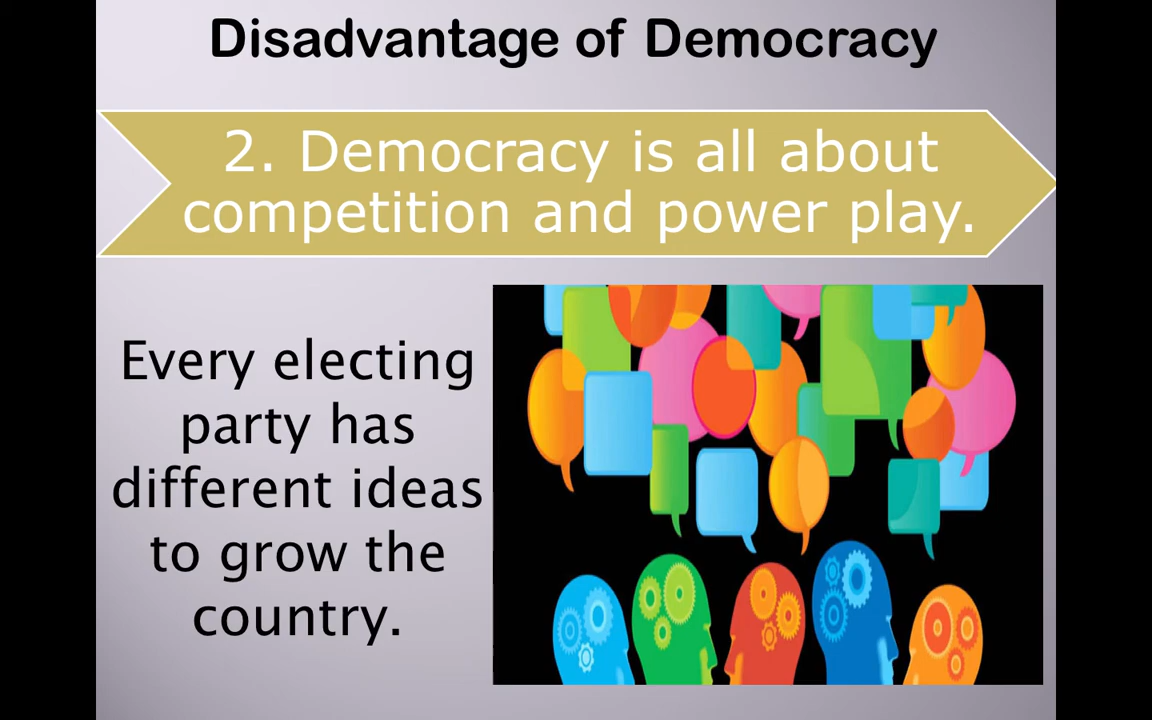 Disadvantage of Democracy
2. Democracy is all about
competition and power play.
Every electing
party has
different ideas
to grow the
country.